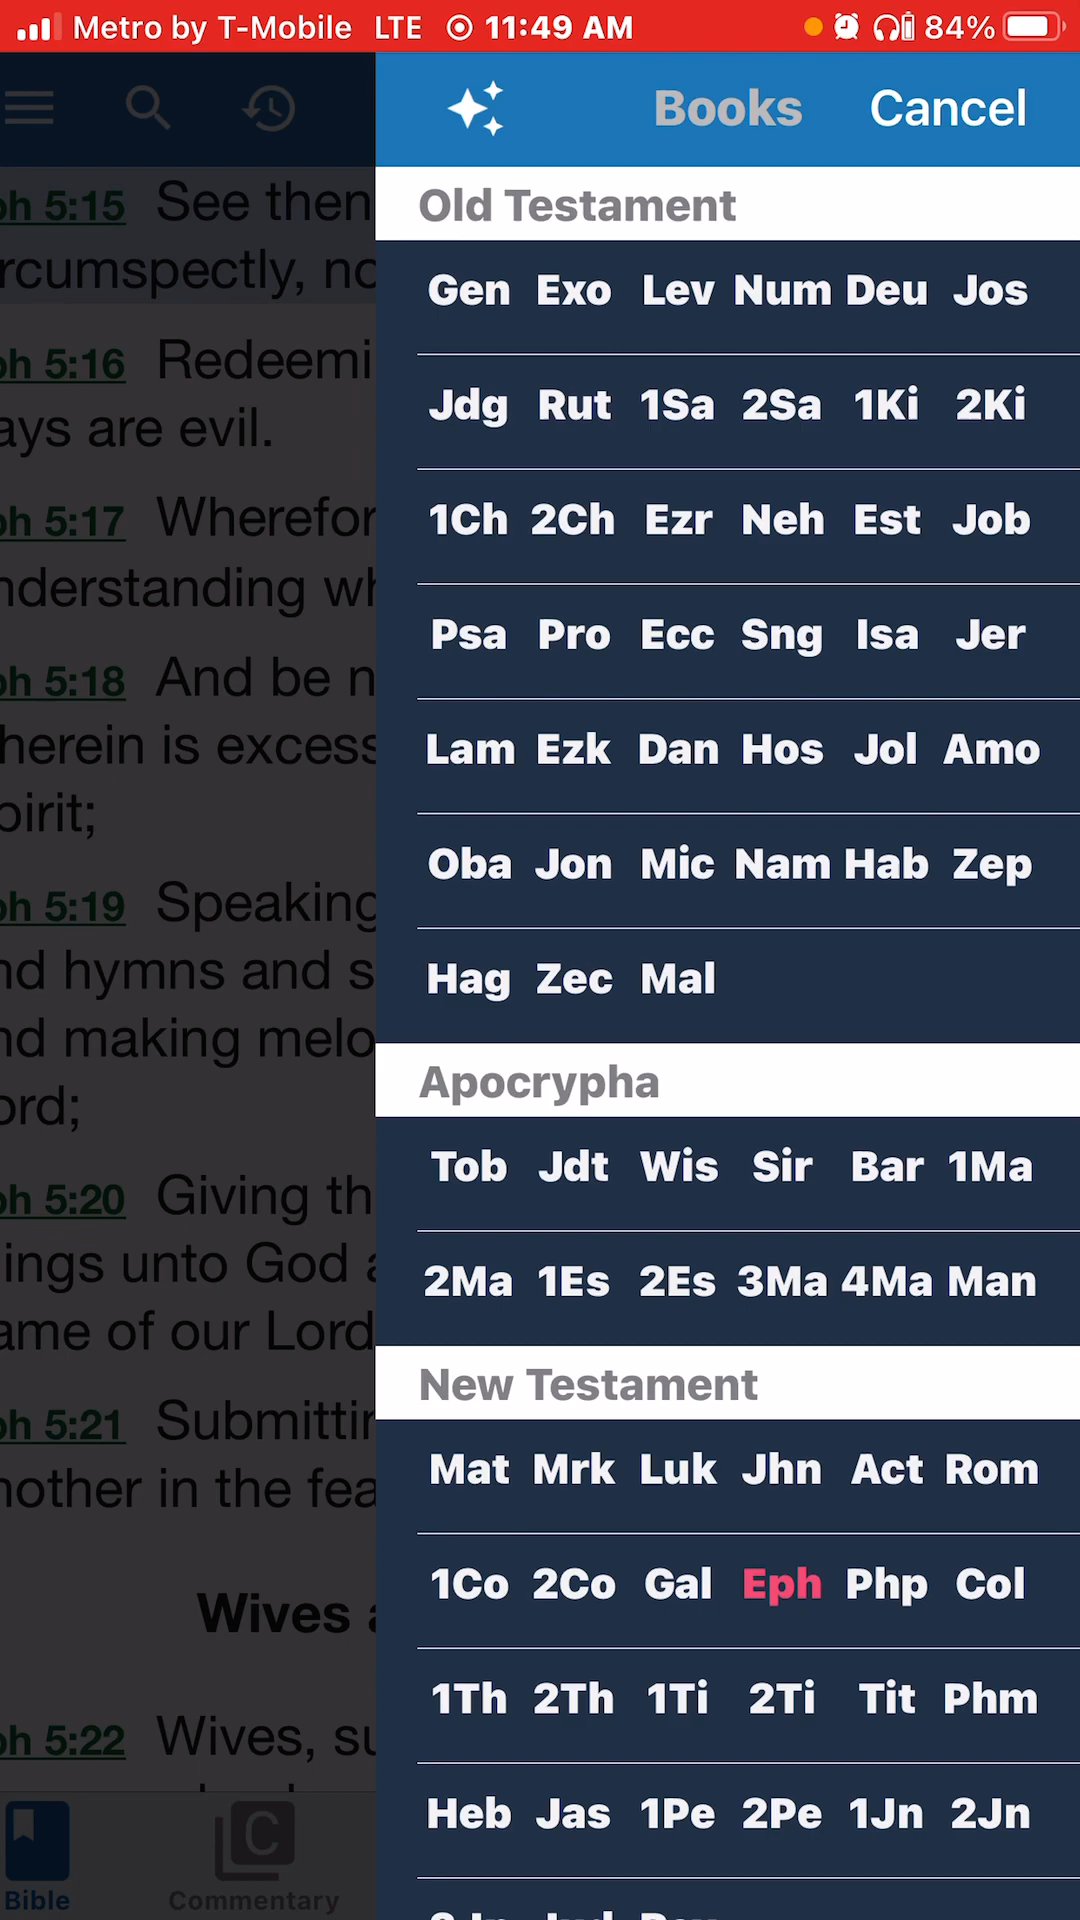 Metro by T-Mobile LTE 11:49 AM 84%
Books Cancel
Old Testament
Gen Exo Lev Num Deu Jos
Jdg Rut 1Sa 2Sa 1Ki 2Ki
1Ch 2Ch Ezr Neh Est Job
Psa Pro Ecc Sng Isa Jer
Lam Ezk Dan Hos Jol Amo
Oba Jon Mic Nam Hab Zep
Hag Zec Mal
Apocrypha
Tob Jdt Wis Sir Bar 1Ma
2Ma 1Es 2Es 3Ma 4Ma Man
New Testament
Mat Mrk Luk Jhn Act Rom
1Co 2Co Gal Eph Php Col
1Th 2Th 1Ti 2Ti Tit Phm
Heb Jas 1Pe 2Pe 1Jn 2Jn
ph 5:15 See then
rcumspectly, no
ph 5:16 Redeemi
ays are evil.
ph 5:17 Wherefor
nderstanding wh
ph 5:18 And be n
herein is excess
pirit;
ph 5:19 Speaking
nd hymns and s
nd making melo
ord;
ph 5:20 Giving th
ings unto God a
ame of our Lord
ph 5:21 Submittin
nother in the fea
Wives a
ph 5:22 Wives, su
Bible Commentary